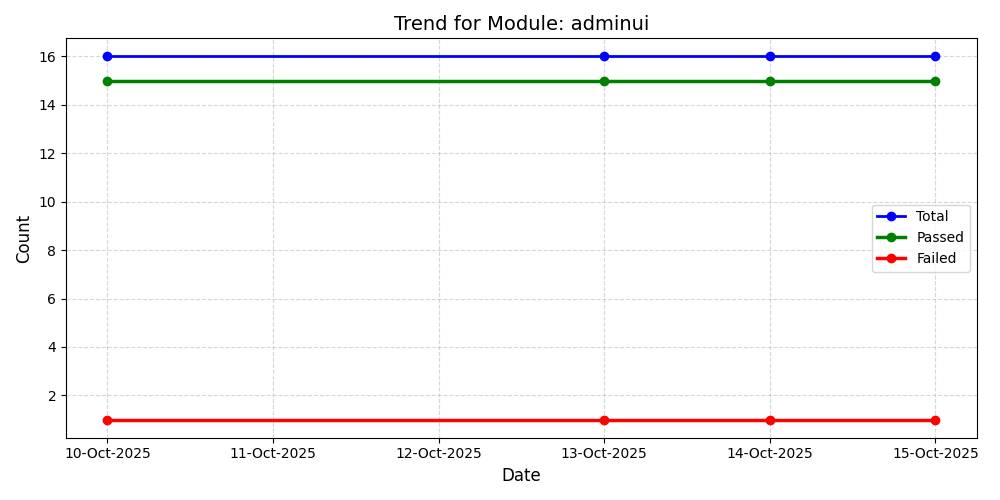 Trend for Module: adminui
Count
16
14
12
10
8
6
4
2
Total
Passed
Failed
10-Oct-2025 11-Oct-2025 12-Oct-2025 13-Oct-2025 14-Oct-2025 15-Oct-2025
Date